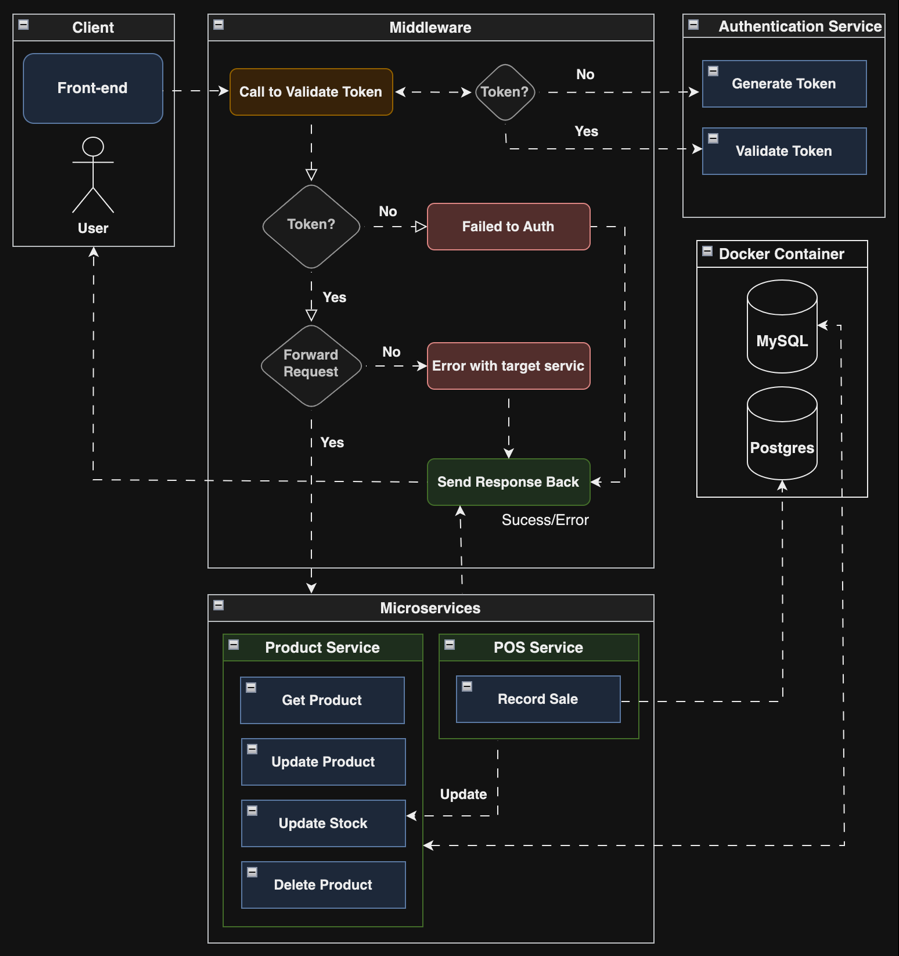 Client
Middleware
Authentication Service
Front-end
Call to Validate Token
Token?
No
Generate Token
Yes
Validate Token
User
Token?
No
Failed to Auth
Docker Container
Yes
MySQL
Forward
Request
No
Error with target servic
Yes
Postgres
Send Response Back
Sucess/Error
Microservices
Product Service
POS Service
Get Product
Record Sale
Update Product
Update
Update Stock
Delete Product